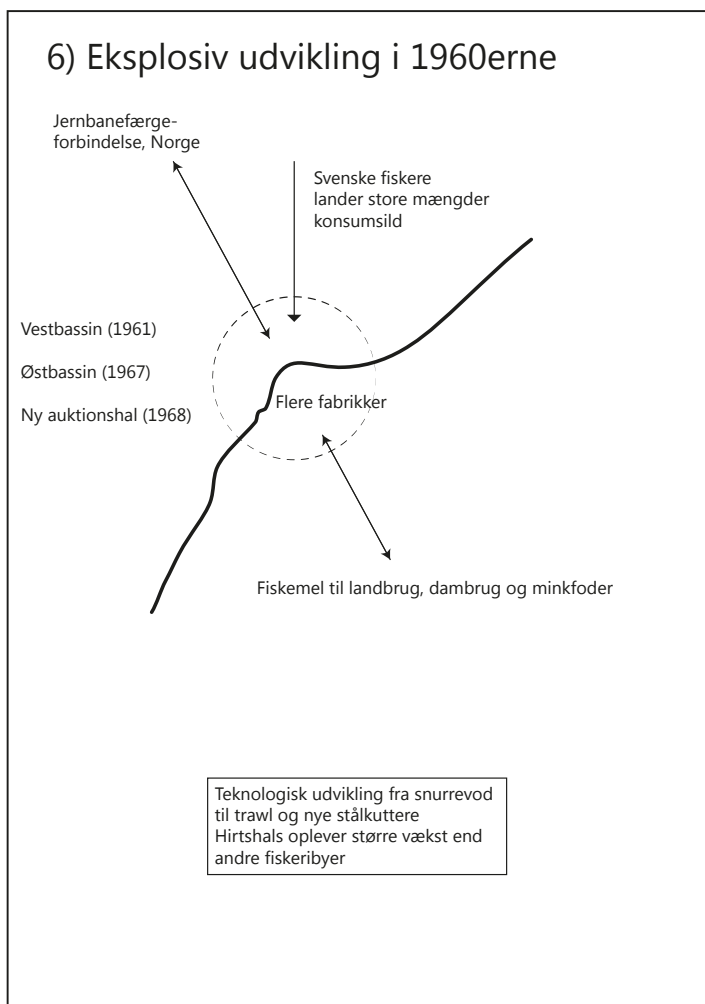 6) Eksplosiv udvikling i 1960erne
Jernbanefærge-
forbindelse, Norge
Svenske fiskere
lander store mængder
konsumsild
Vestbassin (1961)
Østbassin (1967)
Ny auktionshal (1968)
Flere fabrikker
Fiskemel til landbrug, dambrug og minkfoder
Teknologisk udvikling fra snurrevod
til trawl og nye stålkuttere
Hirtshals oplever større vækst end
andre fiskeribyer